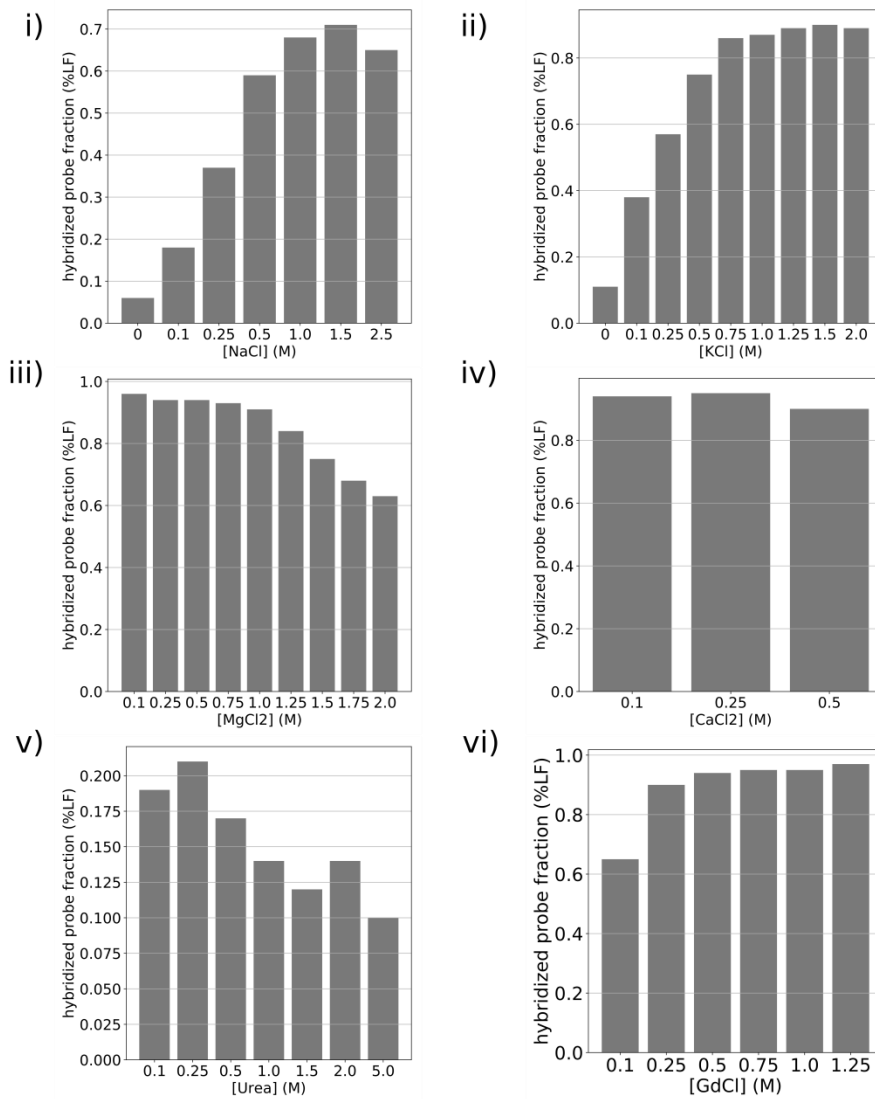 i)
hybridized probe fraction (%LF)
0.7
0.6
0.5
0.4
0.3
0.2
0.1
0.0
0 0.1 0.25 0.5 1.0 1.5 2.5
[NaCl] (M)
ii)
hybridized probe fraction (%LF)
0.8
0.6
0.4
0.2
0.0
0 0.1 0.25 0.5 0.75 1.0 1.25 1.5 2.0
[KCl] (M)
iii)
hybridized probe fraction (%LF)
1.0
0.8
0.6
0.4
0.2
0.0
0.1 0.25 0.5 0.75 1.0 1.25 1.5 1.75 2.0
[MgCl2] (M)
iv)
hybridized probe fraction (%LF)
0.8
0.6
0.4
0.2
0.0
0.1 0.25 0.5
[CaCl2] (M)
v)
hybridized probe fraction (%LF)
0.200
0.175
0.150
0.125
0.100
0.075
0.050
0.025
0.000
0.1 0.25 0.5 1.0 1.5 2.0 5.0
[Urea] (M)
vi)
hybridized probe fraction (%LF)
1.0
0.8
0.6
0.4
0.2
0.0
0.1 0.25 0.5 0.75 1.0 1.25
[GdCl] (M)